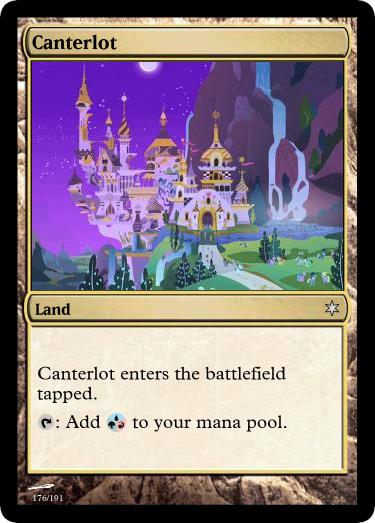 Canterlot
Land
Canterlot enters the battlefield
tapped.
: Add to your mana pool.
176/191